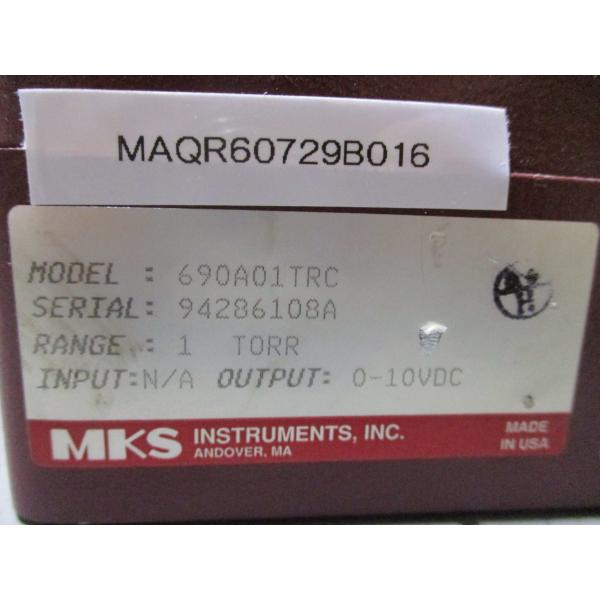 MAQR60729B016
MODEL : 690A01TRC
SERIAL: 94286108A
RANGE : 1 TORR
INPUT:N/A OUTPUT: 0-10VDC
MKS INSTRUMENTS, INC.
ANDOVER, MA
MADE
IN USA